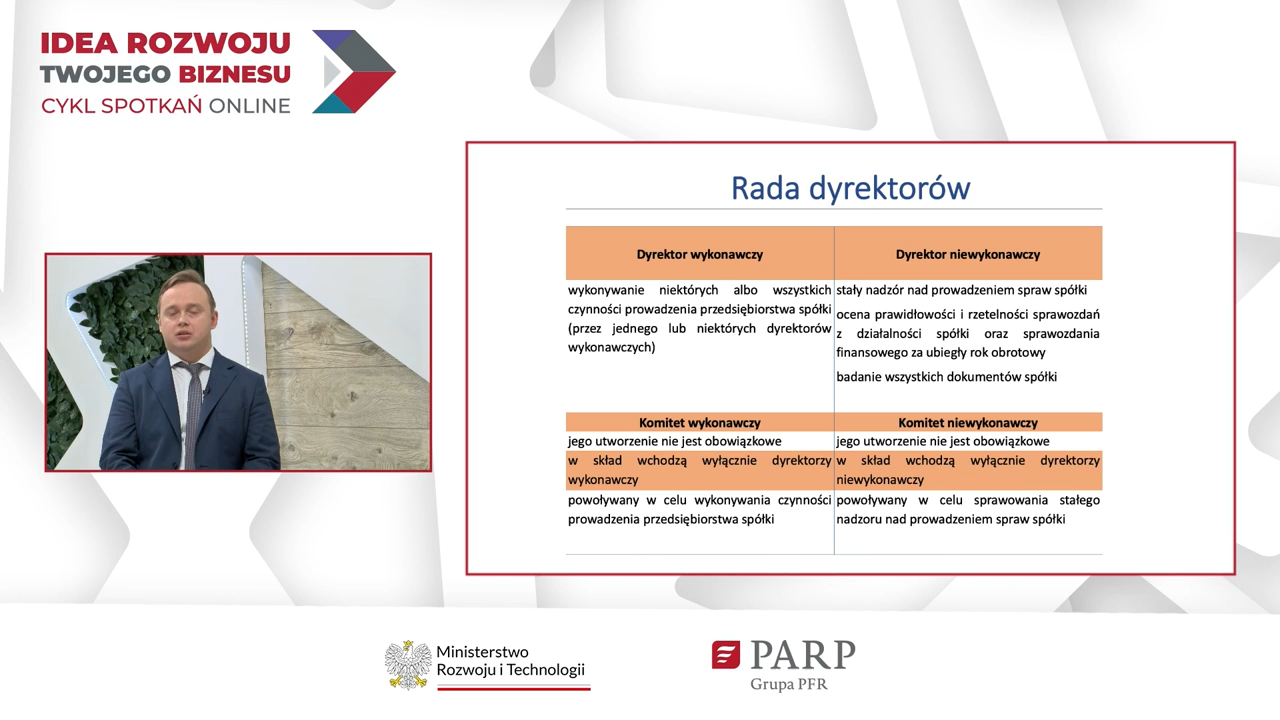 IDEA ROZWOJU
TWOJEGO BIZNESU
CYKL SPOTKAŃ ONLINE
Rada dyrektorów
Dyrektor wykonawczy
wykonywanie niektórych albo wszystkich
czynności prowadzenia przedsiębiorstwa spółki
(przez jednego lub niektórych dyrektorów
wykonawczych)
Dyrektor niewykonawczy
stały nadzór nad prowadzeniem spraw spółki
ocena prawidłowości i rzetelności sprawozdań
z działalności spółki oraz sprawozdania
finansowego za ubiegły rok obrotowy
badanie wszystkich dokumentów spółki
Komitet wykonawczy
jego utworzenie nie jest obowiązkowe
w skład wchodzą wyłącznie dyrektorzy
wykonawczy
powoływany w celu wykonywania czynności
prowadzenia przedsiębiorstwa spółki
Komitet niewykonawczy
jego utworzenie nie jest obowiązkowe
w skład wchodzą wyłącznie dyrektorzy
niewykonawczy
powoływany w celu sprawowania stałego
nadzoru nad prowadzeniem spraw spółki
Ministerstwo
Rozwoju i Technologii
PARP
Grupa PFR